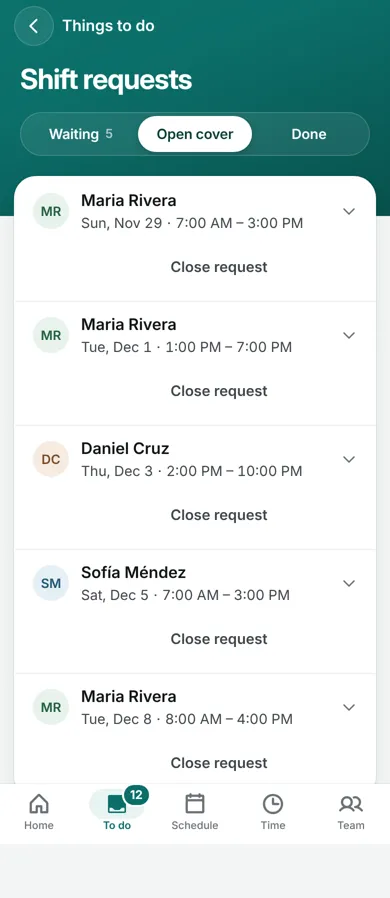 Things to do
Shift requests
Waiting 5
Open cover
Done
MR
Maria Rivera
Sun, Nov 29 · 7:00 AM – 3:00 PM
Close request
MR
Maria Rivera
Tue, Dec 1 · 1:00 PM – 7:00 PM
Close request
DC
Daniel Cruz
Thu, Dec 3 · 2:00 PM – 10:00 PM
Close request
SM
Sofía Méndez
Sat, Dec 5 · 7:00 AM – 3:00 PM
Close request
MR
Maria Rivera
Tue, Dec 8 · 8:00 AM – 4:00 PM
Close request
12
Home
To do
Schedule
Time
Team